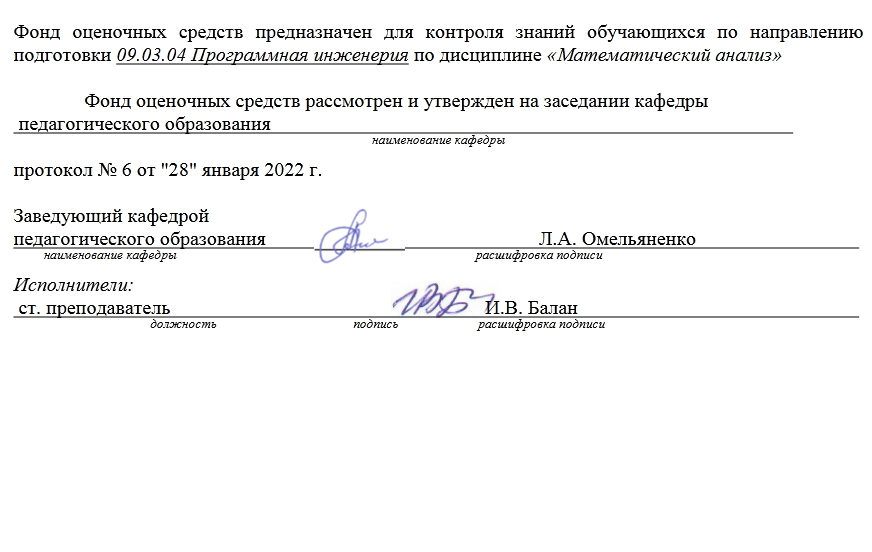 Фонд оценочных средств предназначен для контроля знаний обучающихся по направлению
подготовки 09.03.04 Программная инженерия по дисциплине «Математический анализ»
Фонд оценочных средств рассмотрен и утвержден на заседании кафедры
педагогического образования
наименование кафедры
протокол № 6 от "28" января 2022 г.
Заведующий кафедрой
педагогического образования Л.А. Омельяненко
наименование кафедры расшифровка подписи
Исполнители:
ст. преподаватель И.В. Балан
должность подпись расшифровка подписи